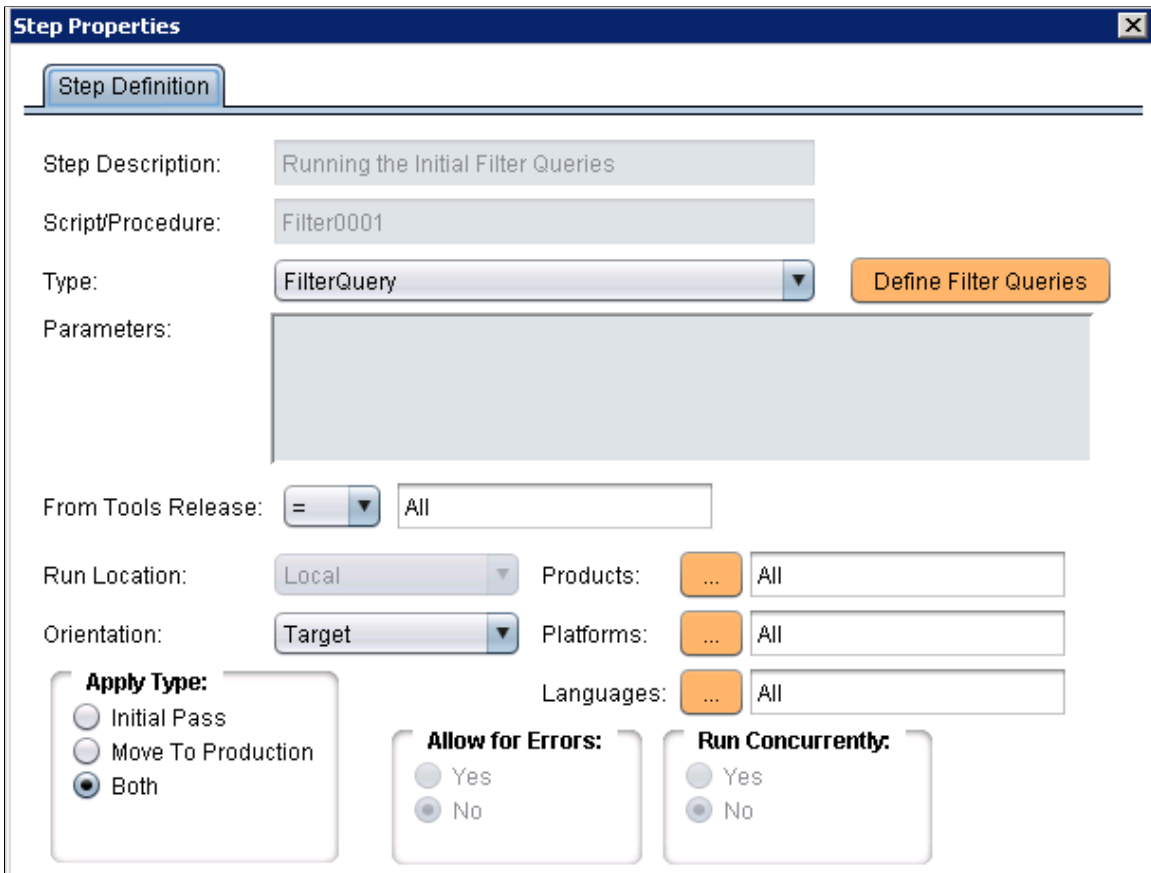 Step Properties
Step Definition
Step Description: Running the Initial Filter Queries
Script/Procedure: Filter0001
Type: FilterQuery Define Filter Queries
Parameters:
From Tools Release: = All
Run Location: Local Products: ... All
Orientation: Target Platforms: ... All
Apply Type: Languages: ... All
Initial Pass
Allow for Errors: Run Concurrently:
Move To Production
Yes Yes
Both
No No